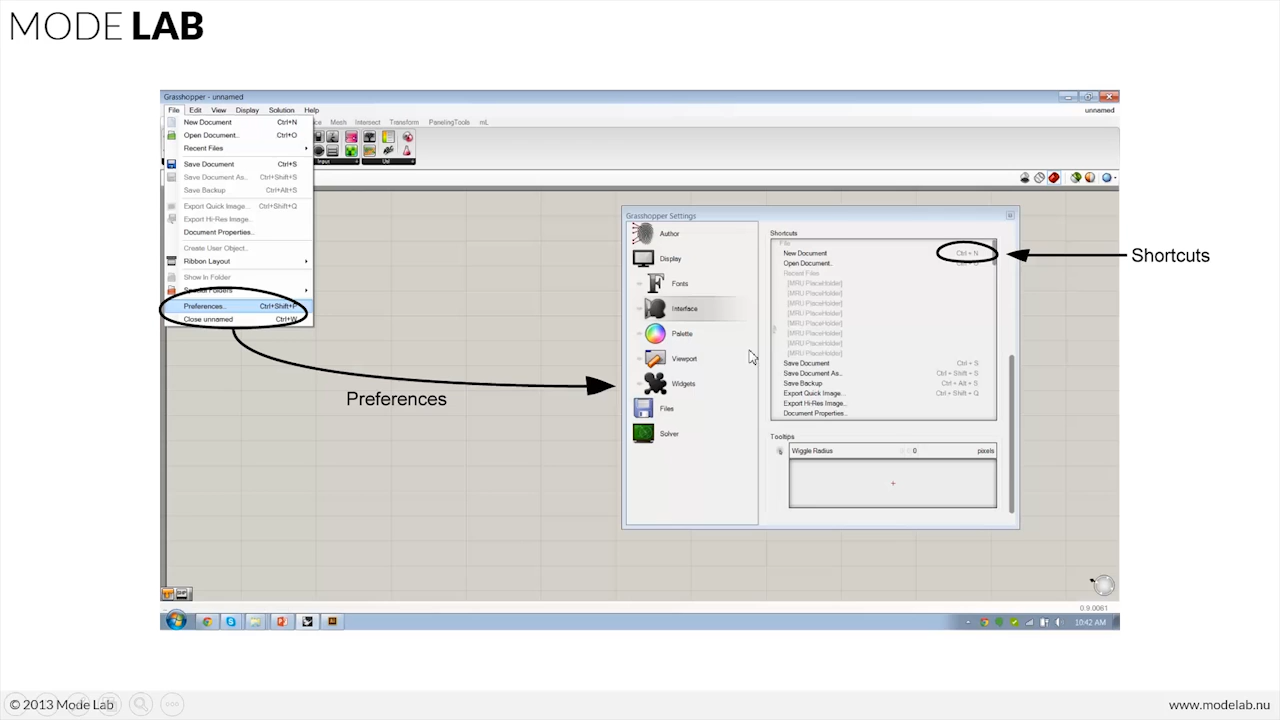 MODE LAB
Grasshopper - unnamed
File Edit View Display Solution Help
unnamed
Mesh Intersect Transform PanelingTools mL
Input Util
New Document Ctrl+N
Open Document.. Ctrl+O
Recent Files
Save Document Ctrl+S
Save Document As.. Ctrl+Shift+S
Save Backup Ctrl+Alt+S
Export Quick Image.. Ctrl+Shift+Q
Export Hi-Res Image..
Document Properties..
Create User Object..
Ribbon Layout
Show In Folder
Special Folders
Preferences.. Ctrl+Shift+P
Close unnamed Ctrl+W
Preferences
Grasshopper Settings
Author
Display
Fonts
Interface
Palette
Viewport
Widgets
Files
Solver
Shortcuts
File
New Document Ctrl + N
Open Document..
Recent Files
[MRU PlaceHolder]
[MRU PlaceHolder]
[MRU PlaceHolder]
[MRU PlaceHolder]
[MRU PlaceHolder]
[MRU PlaceHolder]
[MRU PlaceHolder]
[MRU PlaceHolder]
Save Document Ctrl + S
Save Document As.. Ctrl + Shift + S
Save Backup Ctrl + Alt + S
Export Quick Image.. Ctrl + Shift + Q
Export Hi-Res Image..
Document Properties..
Tooltips
Wiggle Radius 0 pixels
Shortcuts
0.9.0061
10:42 AM
© 2013 Mode Lab
www.modelab.nu